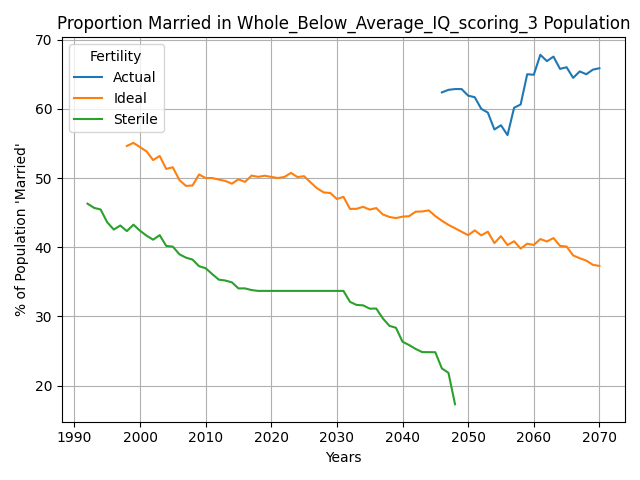 Proportion Married in Whole_Below_Average_IQ_scoring_3 Population
Fertility
Actual
Ideal
Sterile
% of Population 'Married'
70
60
50
40
30
20
1990 2000 2010 2020 2030 2040 2050 2060 2070
Years